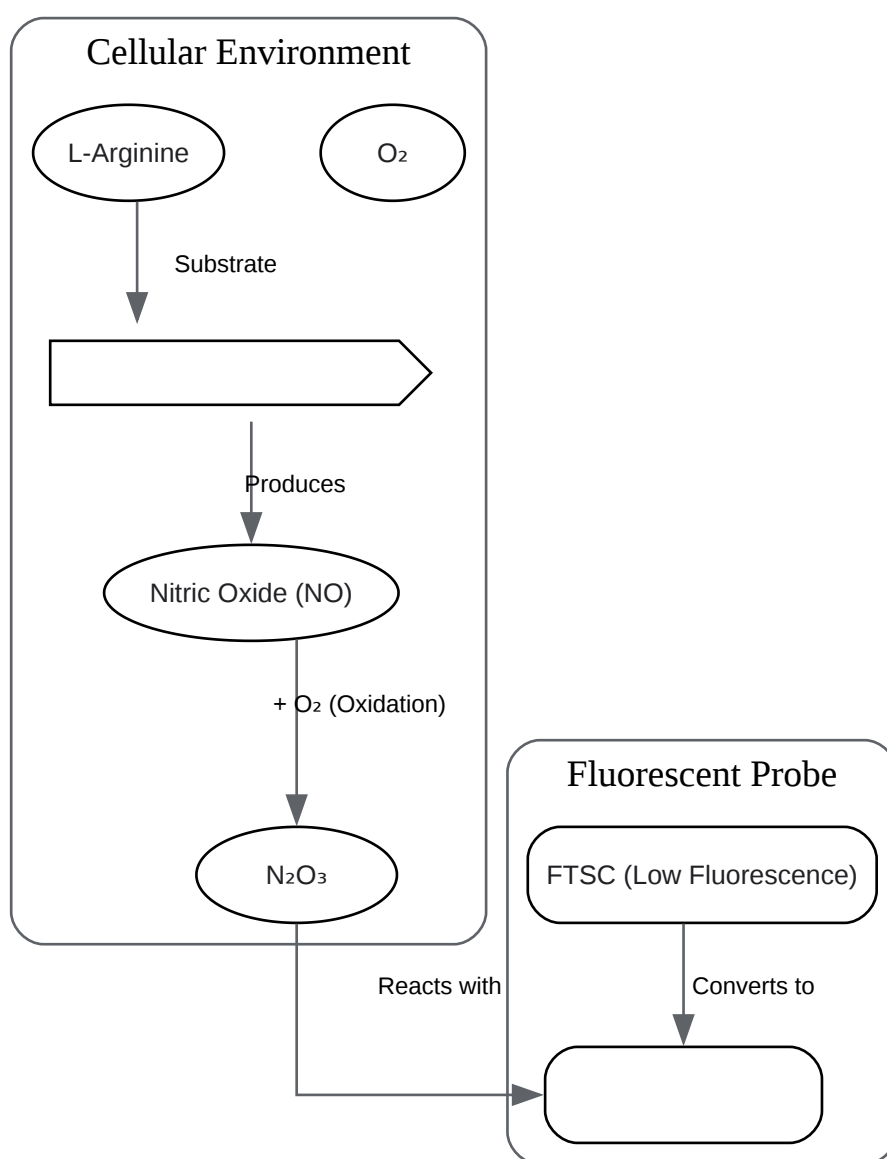 Cellular Environment
L-Arginine
O₂
Substrate
Produces
Nitric Oxide (NO)
+ O₂ (Oxidation)
N₂O₃
Reacts with
Fluorescent Probe
FTSC (Low Fluorescence)
Converts to